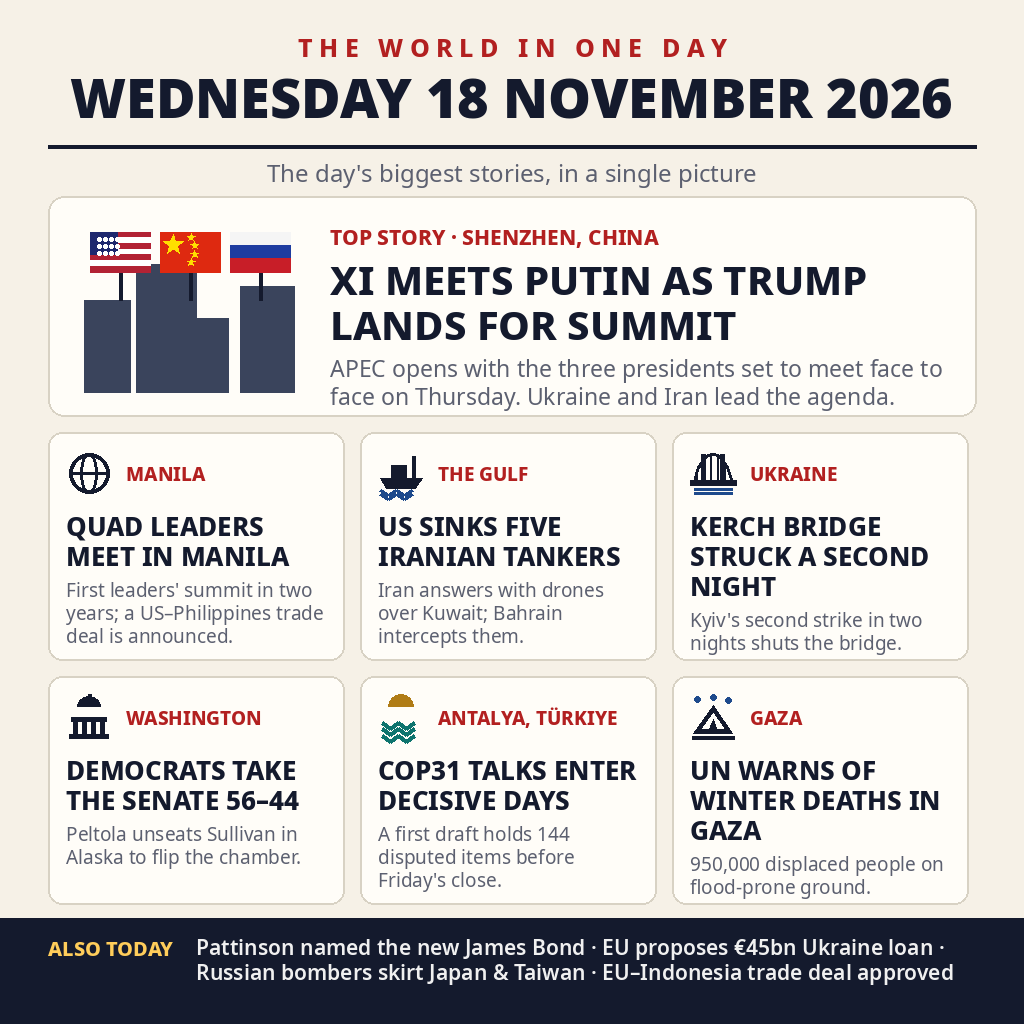 THE WORLD IN ONE DAY
WEDNESDAY 18 NOVEMBER 2026
The day's biggest stories, in a single picture
TOP STORY · SHENZHEN, CHINA
XI MEETS PUTIN AS TRUMP
LANDS FOR SUMMIT
APEC opens with the three presidents set to meet face to
face on Thursday. Ukraine and Iran lead the agenda.
MANILA
QUAD LEADERS
MEET IN MANILA
First leaders' summit in two
years; a US–Philippines trade
deal is announced.
THE GULF
US SINKS FIVE
IRANIAN TANKERS
Iran answers with drones
over Kuwait; Bahrain
intercepts them.
UKRAINE
KERCH BRIDGE
STRUCK A SECOND
NIGHT
Kyiv's second strike in two
nights shuts the bridge.
WASHINGTON
DEMOCRATS TAKE
THE SENATE 56–44
Peltola unseats Sullivan in
Alaska to flip the chamber.
ANTALYA, TÜRKIYE
COP31 TALKS ENTER
DECISIVE DAYS
A first draft holds 144
disputed items before
Friday's close.
GAZA
UN WARNS OF
WINTER DEATHS IN
GAZA
950,000 displaced people on
flood-prone ground.
ALSO TODAY
Pattinson named the new James Bond · EU proposes €45bn Ukraine loan ·
Russian bombers skirt Japan & Taiwan · EU–Indonesia trade deal approved